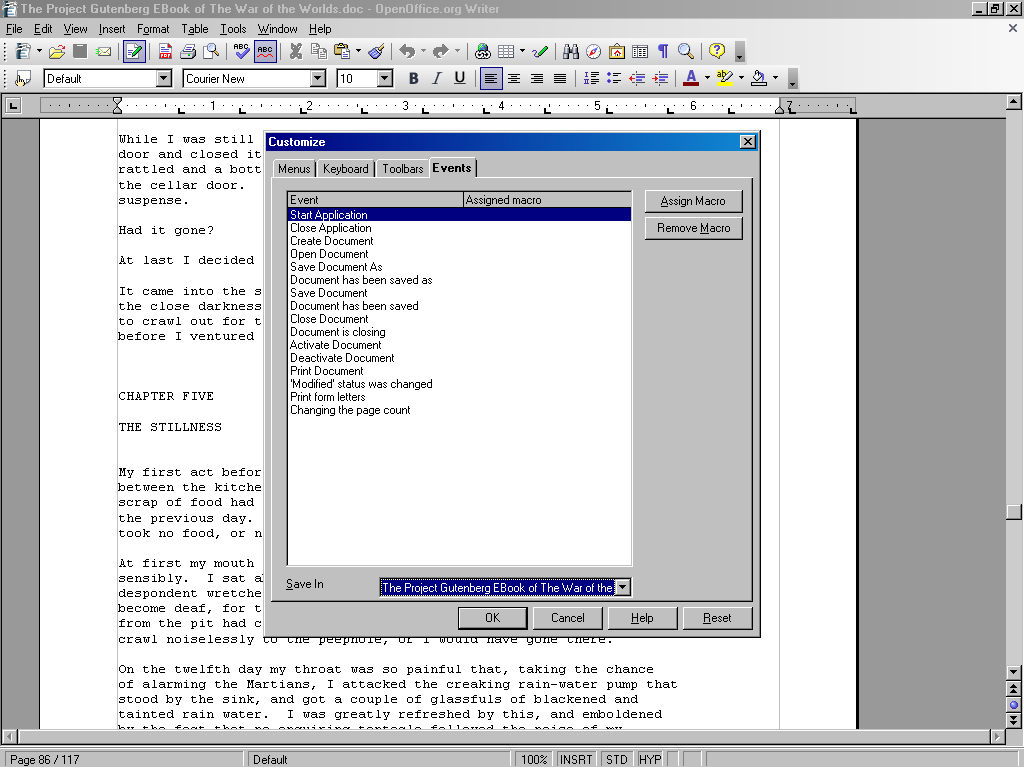 The Project Gutenberg EBook of The War of the Worlds.doc - OpenOffice.org Writer
File Edit View Insert Format Table Tools Window Help
Default Courier New 10 B I U
1 2 3 4 5 6 7
While I was still
door and closed it
rattled and a bott
the cellar door.
suspense.
Had it gone?
At last I decided
It came into the s
the close darkness
to crawl out for t
before I ventured
CHAPTER FIVE
THE STILLNESS
My first act befor
between the kitche
scrap of food had
the previous day.
took no food, or n
At first my mouth
sensibly. I sat a
despondent wretche
become deaf, for t
from the pit had c
crawl noiselessly to the peephole, or I would have gone there.
On the twelfth day my throat was so painful that, taking the chance
of alarming the Martians, I attacked the creaking rain-water pump that
stood by the sink, and got a couple of glassfuls of blackened and
tainted rain water. I was greatly refreshed by this, and emboldened
by the fact that no enquiring tentacle followed the noise of my
Customize
Menus Keyboard Toolbars Events
Event Assigned macro
Start Application
Close Application
Create Document
Open Document
Save Document As
Document has been saved as
Save Document
Document has been saved
Close Document
Document is closing
Activate Document
Deactivate Document
Print Document
'Modified' status was changed
Print form letters
Changing the page count
Assign Macro
Remove Macro
Save In The Project Gutenberg EBook of The War of the
OK Cancel Help Reset
Page 86 / 117 Default 100% INSRT STD HYP